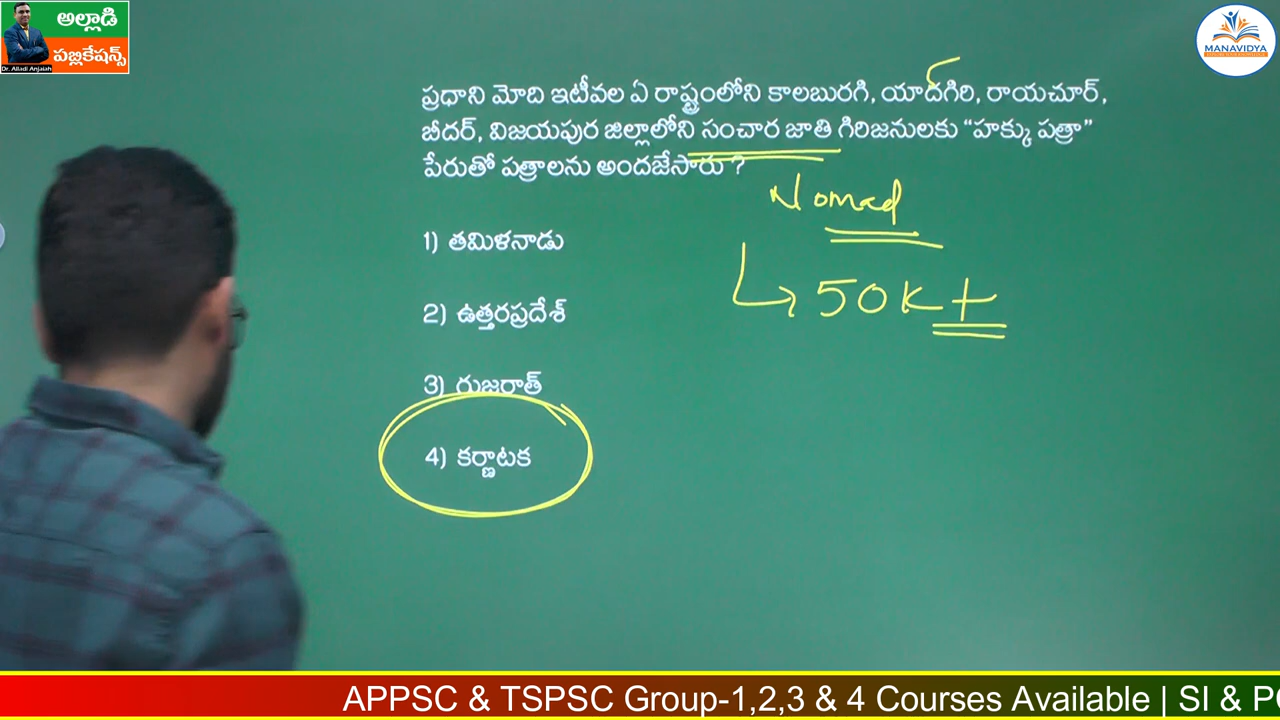 అల్లాడి
పబ్లికేషన్స్
Dr. Alladi Anjaiah
MANAVIDYA
ప్రధాని మోది ఇటీవల ఏ రాష్ట్రంలోని కాలబురగి, యాదగిరి, రాయచూర్,
బీదర్, విజయపుర జిల్లాలోని సంచార జాతి గిరిజనులకు “హక్కు పత్రా”
పేరుతో పత్రాలను అందజేసారు ?
Nomad
1) తమిళనాడు
50K+
2) ఉత్తరప్రదేశ్
3) గుజరాత్
4) కర్ణాటక
APPSC & TSPSC Group-1,2,3 & 4 Courses Available | SI & P